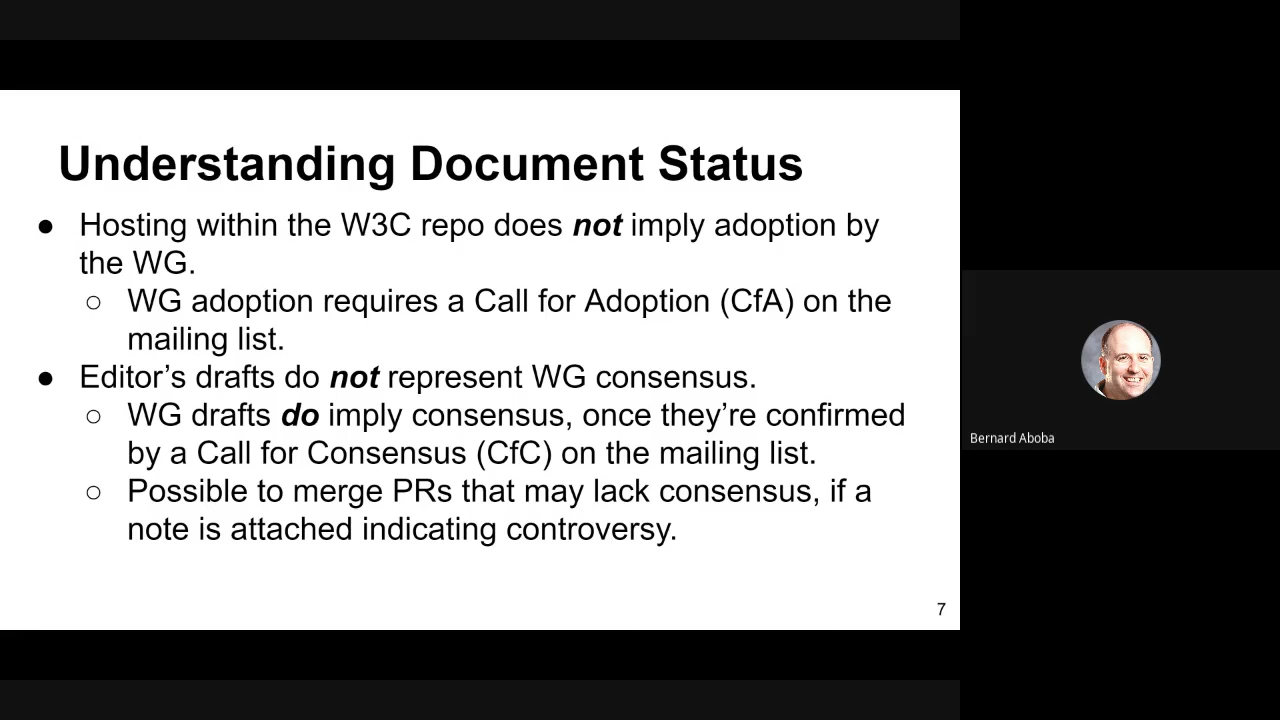 Understanding Document Status
● Hosting within the W3C repo does not imply adoption by
the WG.
○ WG adoption requires a Call for Adoption (CfA) on the
mailing list.
● Editor’s drafts do not represent WG consensus.
○ WG drafts do imply consensus, once they’re confirmed
by a Call for Consensus (CfC) on the mailing list.
○ Possible to merge PRs that may lack consensus, if a
note is attached indicating controversy.
7
Bernard Aboba